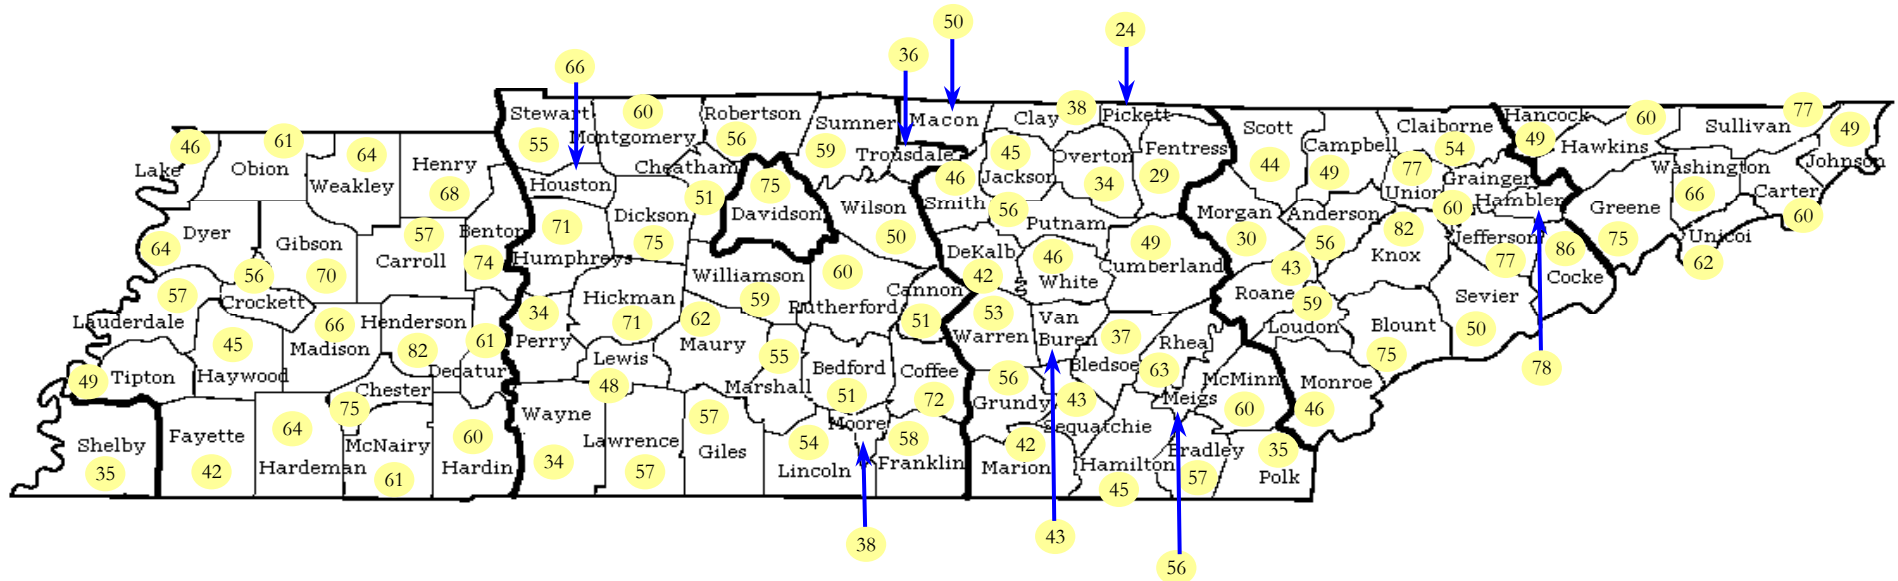 50
24
36
66
Stewart
60
Robertson
38
Pickett
77
Hancock
60
Macon
Clay
Sumner
Scott
Claiborne
Sullivan
49
Montgomery
56
61
46
55
59
Trousdale
45
Overton
Fentress
Campbell
54
49
Hawkins
64
Henry
Cheatham
44
49
77
Grainger
Washington
Johnson
Lake
Obion
Weakley
Houston
75
46
Jackson
34
29
Union
Hambler
66
Carter
68
51
Davidson
Wilson
Smith
56
Putnam
Morgan
Anderson
60
Greene
60
Dickson
Dyer
Gibson
57
Benton
71
75
50
30
56
82
Jefferson
75
Unicoi
64
Carroll
Humphreys
DeKalb
46
49
Cumberland
Knox
77
86
62
56
70
74
Williamson
60
42
White
43
Cocke
57
Crockett
Hickman
59
Rutherford
Cannon
Roane
59
Sevier
Lauderdale
66
Henderson
34
71
62
51
53
Van
Buren
37
Loudon
Blount
50
45
Madison
82
61
Perry
Maury
55
Warren
Rhea
75
Tipton
Haywood
Decatur
Lewis
Bedford
Coffee
Bledsoe
63
McMinn
Monroe
78
49
Chester
48
Marshall
51
72
56
Grundy
43
Meigs
60
46
75
Wayne
57
Moore
Sequatchie
Shelby
Fayette
64
McNairy
60
Lawrence
Giles
54
58
42
Bradley
35
35
42
Hardeman
61
Hardin
34
57
Lincoln
Franklin
Marion
Hamilton
57
Polk
45
38
43
56